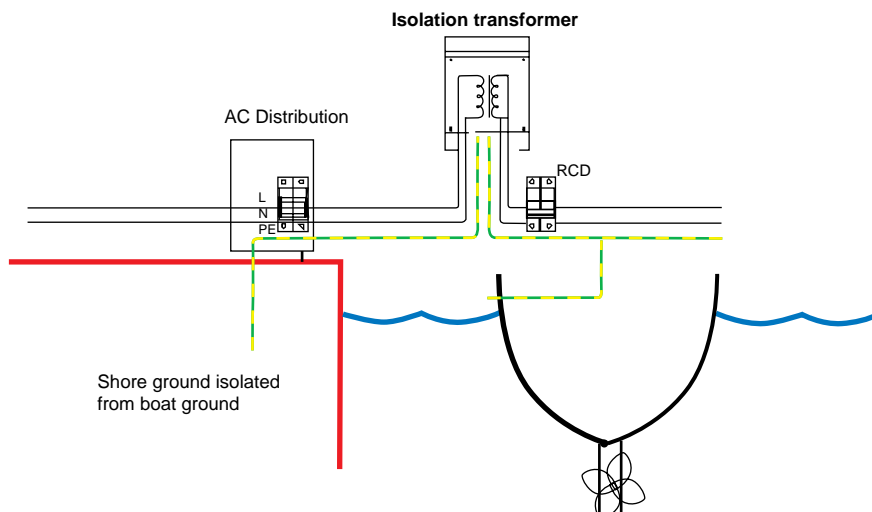 Isolation transformer
AC Distribution
RCD
L
N
PE
Shore ground isolated
from boat ground